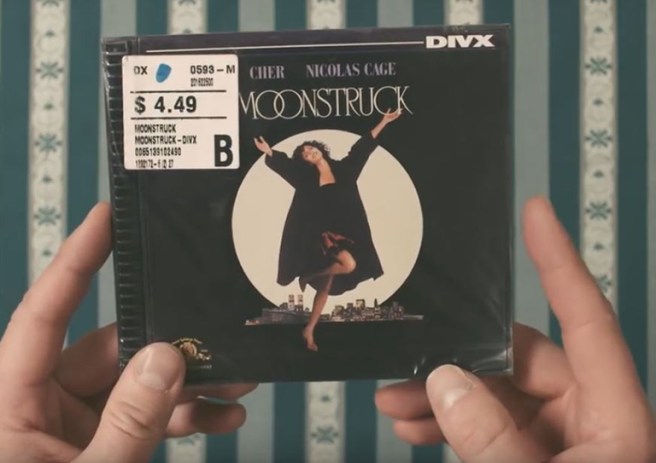 DIVX
DX 0593-M
$ 4.49
MOONSTRUCK
MOONSTRUCK-DIVX
B
CHER NICOLAS CAGE
MOONSTRUCK